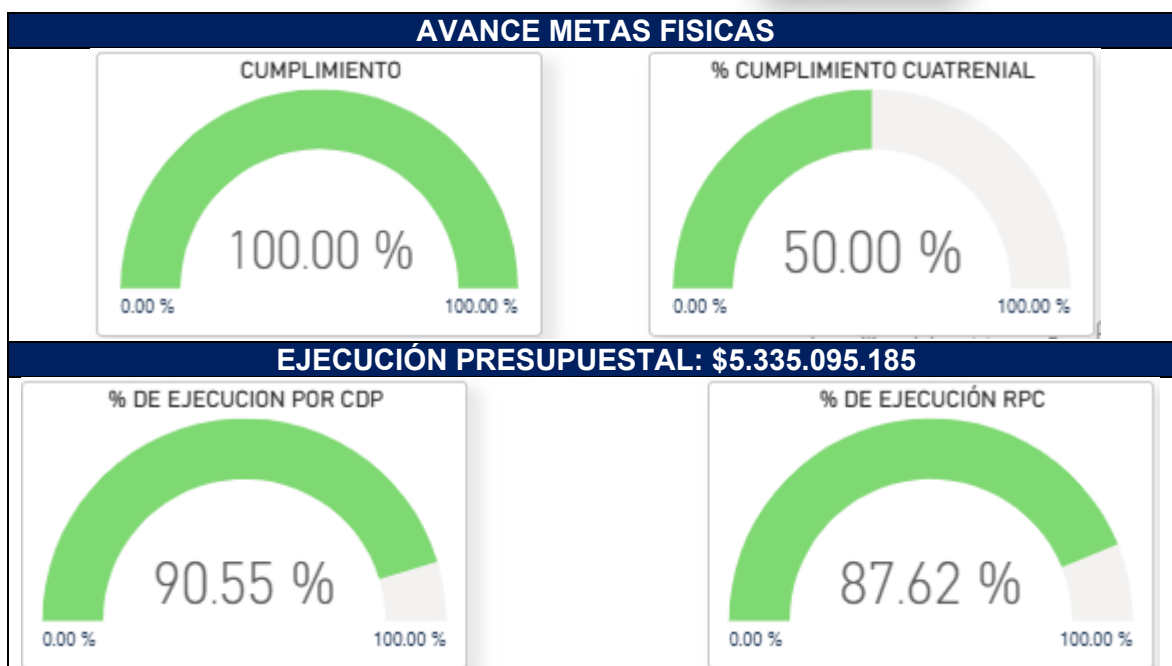 AVANCE METAS FISICAS
CUMPLIMIENTO
100.00 %
0.00 %
100.00 %
% CUMPLIMIENTO CUATRENIAL
50.00 %
0.00 %
100.00 %
EJECUCIÓN PRESUPUESTAL: $5.335.095.185
% DE EJECUCION POR CDP
90.55 %
0.00 %
100.00 %
% DE EJECUCIÓN RPC
87.62 %
0.00 %
100.00 %